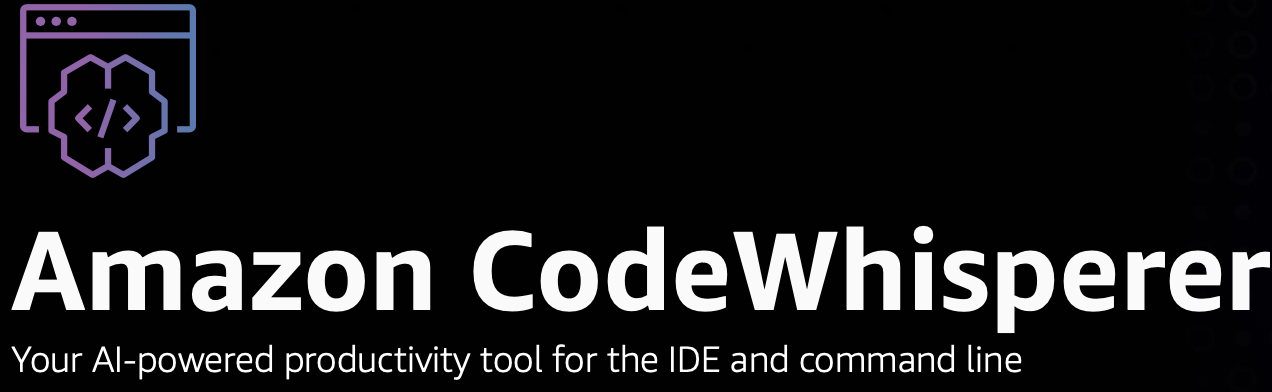 </>
Amazon CodeWhisperer
Your AI-powered productivity tool for the IDE and command line